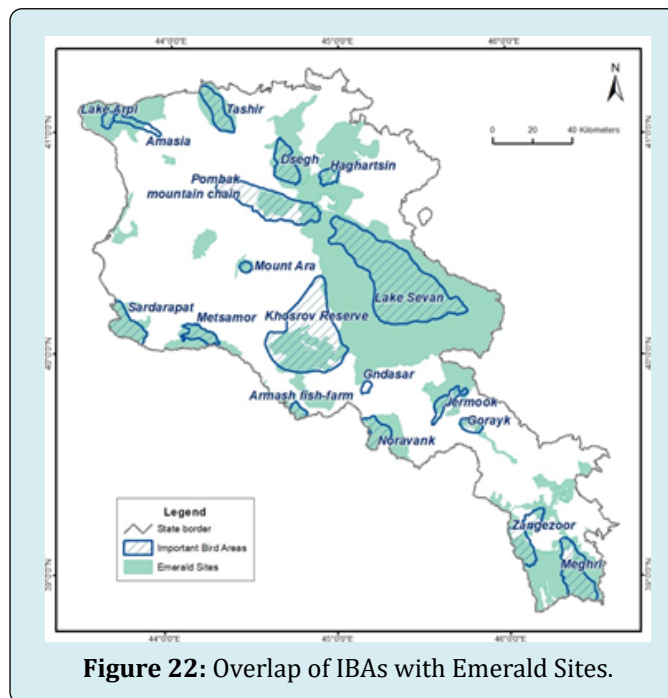 44°0'0"E 45°0'0"E 46°0'0"E
N
0 20 40 Kilometers
41°0'0"N 41°0'0"N
Lake Arpi
Tashir
Amasia
Dsegh
Haghartsin
Pombak
mountain chain
Mount Ara
Lake Sevan
Sardarapat
Metsamor
Khosrov Reserve
40°0'0"N 40°0'0"N
Gndasar
Armash fish-farm
Jermook
Gorayk
Noravank
Legend
State border
Important Bird Areas
Emerald Sites
Zangezoor
Meghri
39°0'0"N 39°0'0"N
44°0'0"E 45°0'0"E 46°0'0"E
Figure 22: Overlap of IBAs with Emerald Sites.